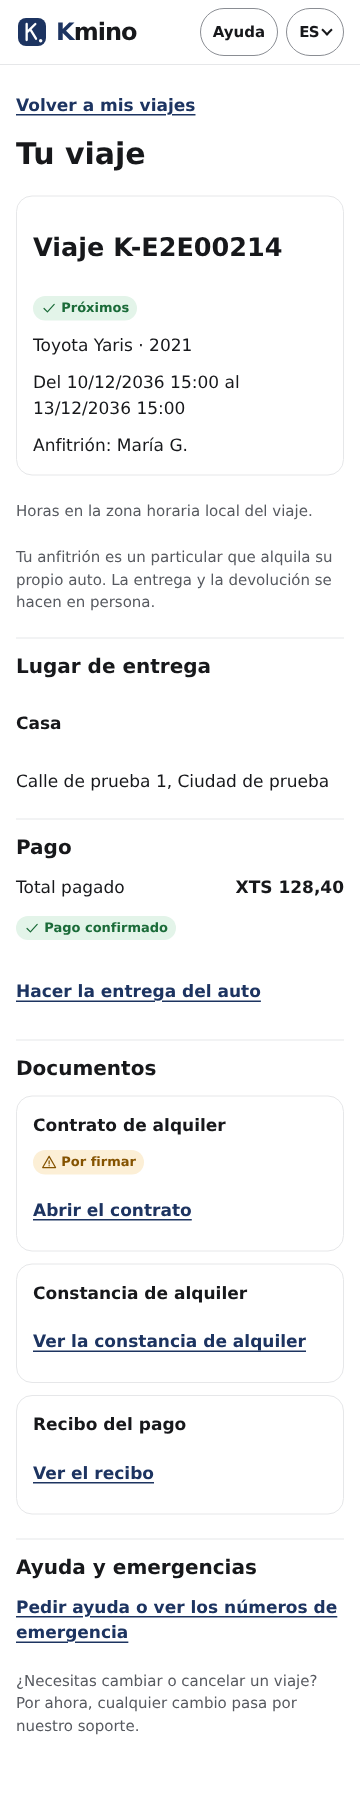 Kmino
Ayuda
ES
Volver a mis viajes
Tu viaje
Viaje K-E2E00214
Próximos
Toyota Yaris · 2021
Del 10/12/2036 15:00 al
13/12/2036 15:00
Anfitrión: María G.
Horas en la zona horaria local del viaje.
Tu anfitrión es un particular que alquila su
propio auto. La entrega y la devolución se
hacen en persona.
Lugar de entrega
Casa
Calle de prueba 1, Ciudad de prueba
Pago
Total pagado XTS 128,40
Pago confirmado
Hacer la entrega del auto
Documentos
Contrato de alquiler
Por firmar
Abrir el contrato
Constancia de alquiler
Ver la constancia de alquiler
Recibo del pago
Ver el recibo
Ayuda y emergencias
Pedir ayuda o ver los números de
emergencia
¿Necesitas cambiar o cancelar un viaje?
Por ahora, cualquier cambio pasa por
nuestro soporte.